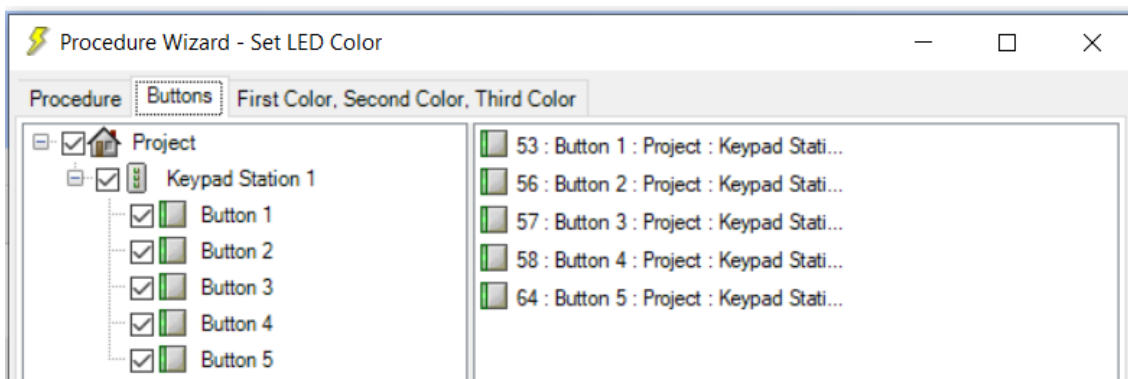 Procedure Wizard - Set LED Color
Procedure Buttons First Color, Second Color, Third Color
Project
Keypad Station 1
Button 1
Button 2
Button 3
Button 4
Button 5
53 : Button 1 : Project : Keypad Stati...
56 : Button 2 : Project : Keypad Stati...
57 : Button 3 : Project : Keypad Stati...
58 : Button 4 : Project : Keypad Stati...
64 : Button 5 : Project : Keypad Stati...